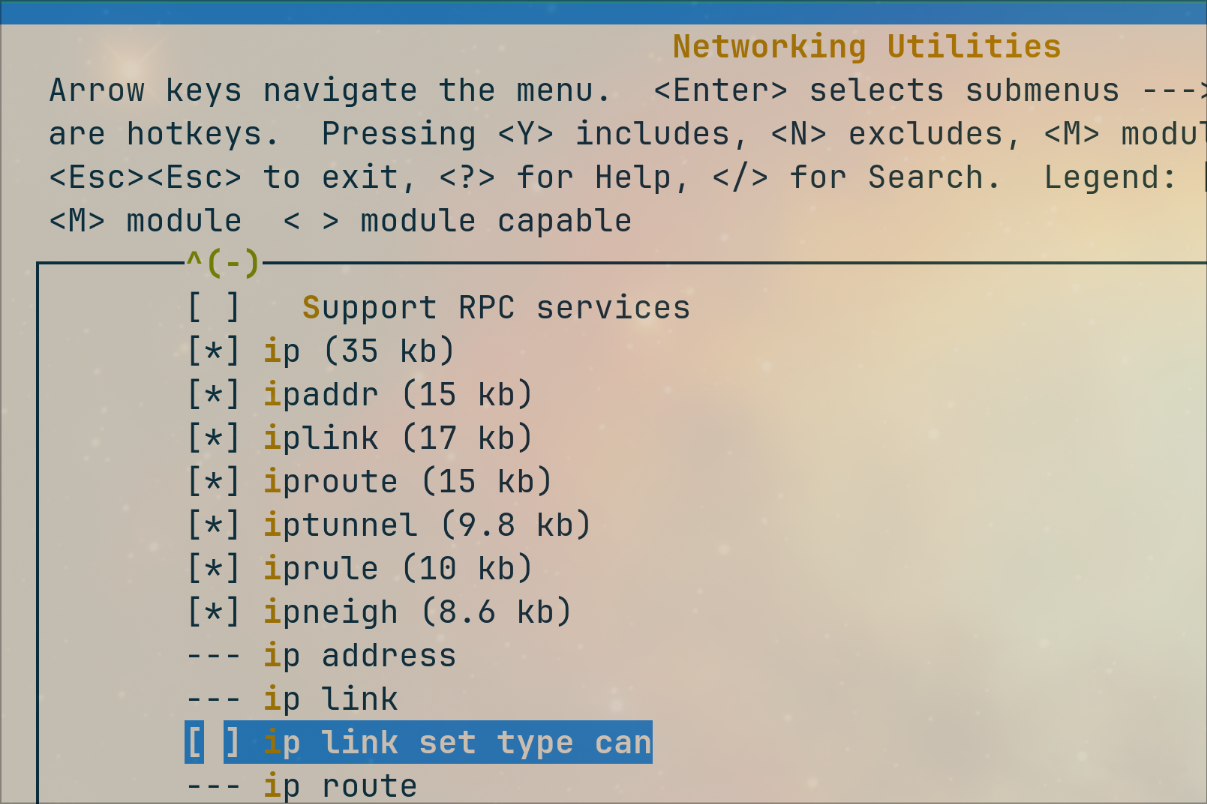 Networking Utilities
Arrow keys navigate the menu.  <Enter> selects submenus --->
are hotkeys.  Pressing <Y> includes, <N> excludes, <M> modul
<Esc><Esc> to exit, <?> for Help, </> for Search.  Legend: [
<M> module  < > module capable
^(-)
[ ]   Support RPC services
[*] ip (35 kb)
[*] ipaddr (15 kb)
[*] iplink (17 kb)
[*] iproute (15 kb)
[*] iptunnel (9.8 kb)
[*] iprule (10 kb)
[*] ipneigh (8.6 kb)
--- ip address
--- ip link
[ ] ip link set type can
--- ip route